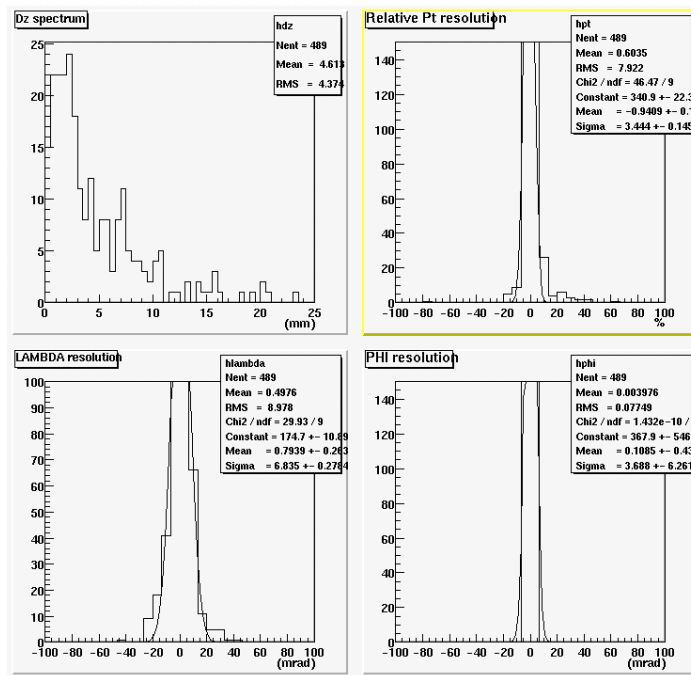 Dz spectrum
hdz
Nent = 489
Mean = 4.613
RMS = 4.374
25
20
15
10
5
0
0 5 10 15 20 25
(mm)
Relative Pt resolution
hpt
Nent = 489
Mean = 0.6035
RMS = 7.922
Chi2 / ndf = 46.47 / 9
Constant = 340.9 +- 22.3
Mean = -0.9409 +- 0.1
Sigma = 3.444 +- 0.145
140
120
100
80
60
40
20
0
-100 -80 -60 -40 -20 0 20 40 60 80 100
%
LAMBDA resolution
hlambda
Nent = 489
Mean = 0.4976
RMS = 8.978
Chi2 / ndf = 29.93 / 9
Constant = 174.7 +- 10.89
Mean = 0.7939 +- 0.263
Sigma = 6.835 +- 0.2784
100
90
80
70
60
50
40
30
20
10
0
-100 -80 -60 -40 -20 0 20 40 60 80 100
(mrad)
PHI resolution
hphi
Nent = 489
Mean = 0.003976
RMS = 0.07749
Chi2 / ndf = 1.432e-10 /
Constant = 367.9 +- 546
Mean = 0.1085 +- 0.43
Sigma = 3.688 +- 6.261
140
120
100
80
60
40
20
0
-100 -80 -60 -40 -20 0 20 40 60 80 100
(mrad)